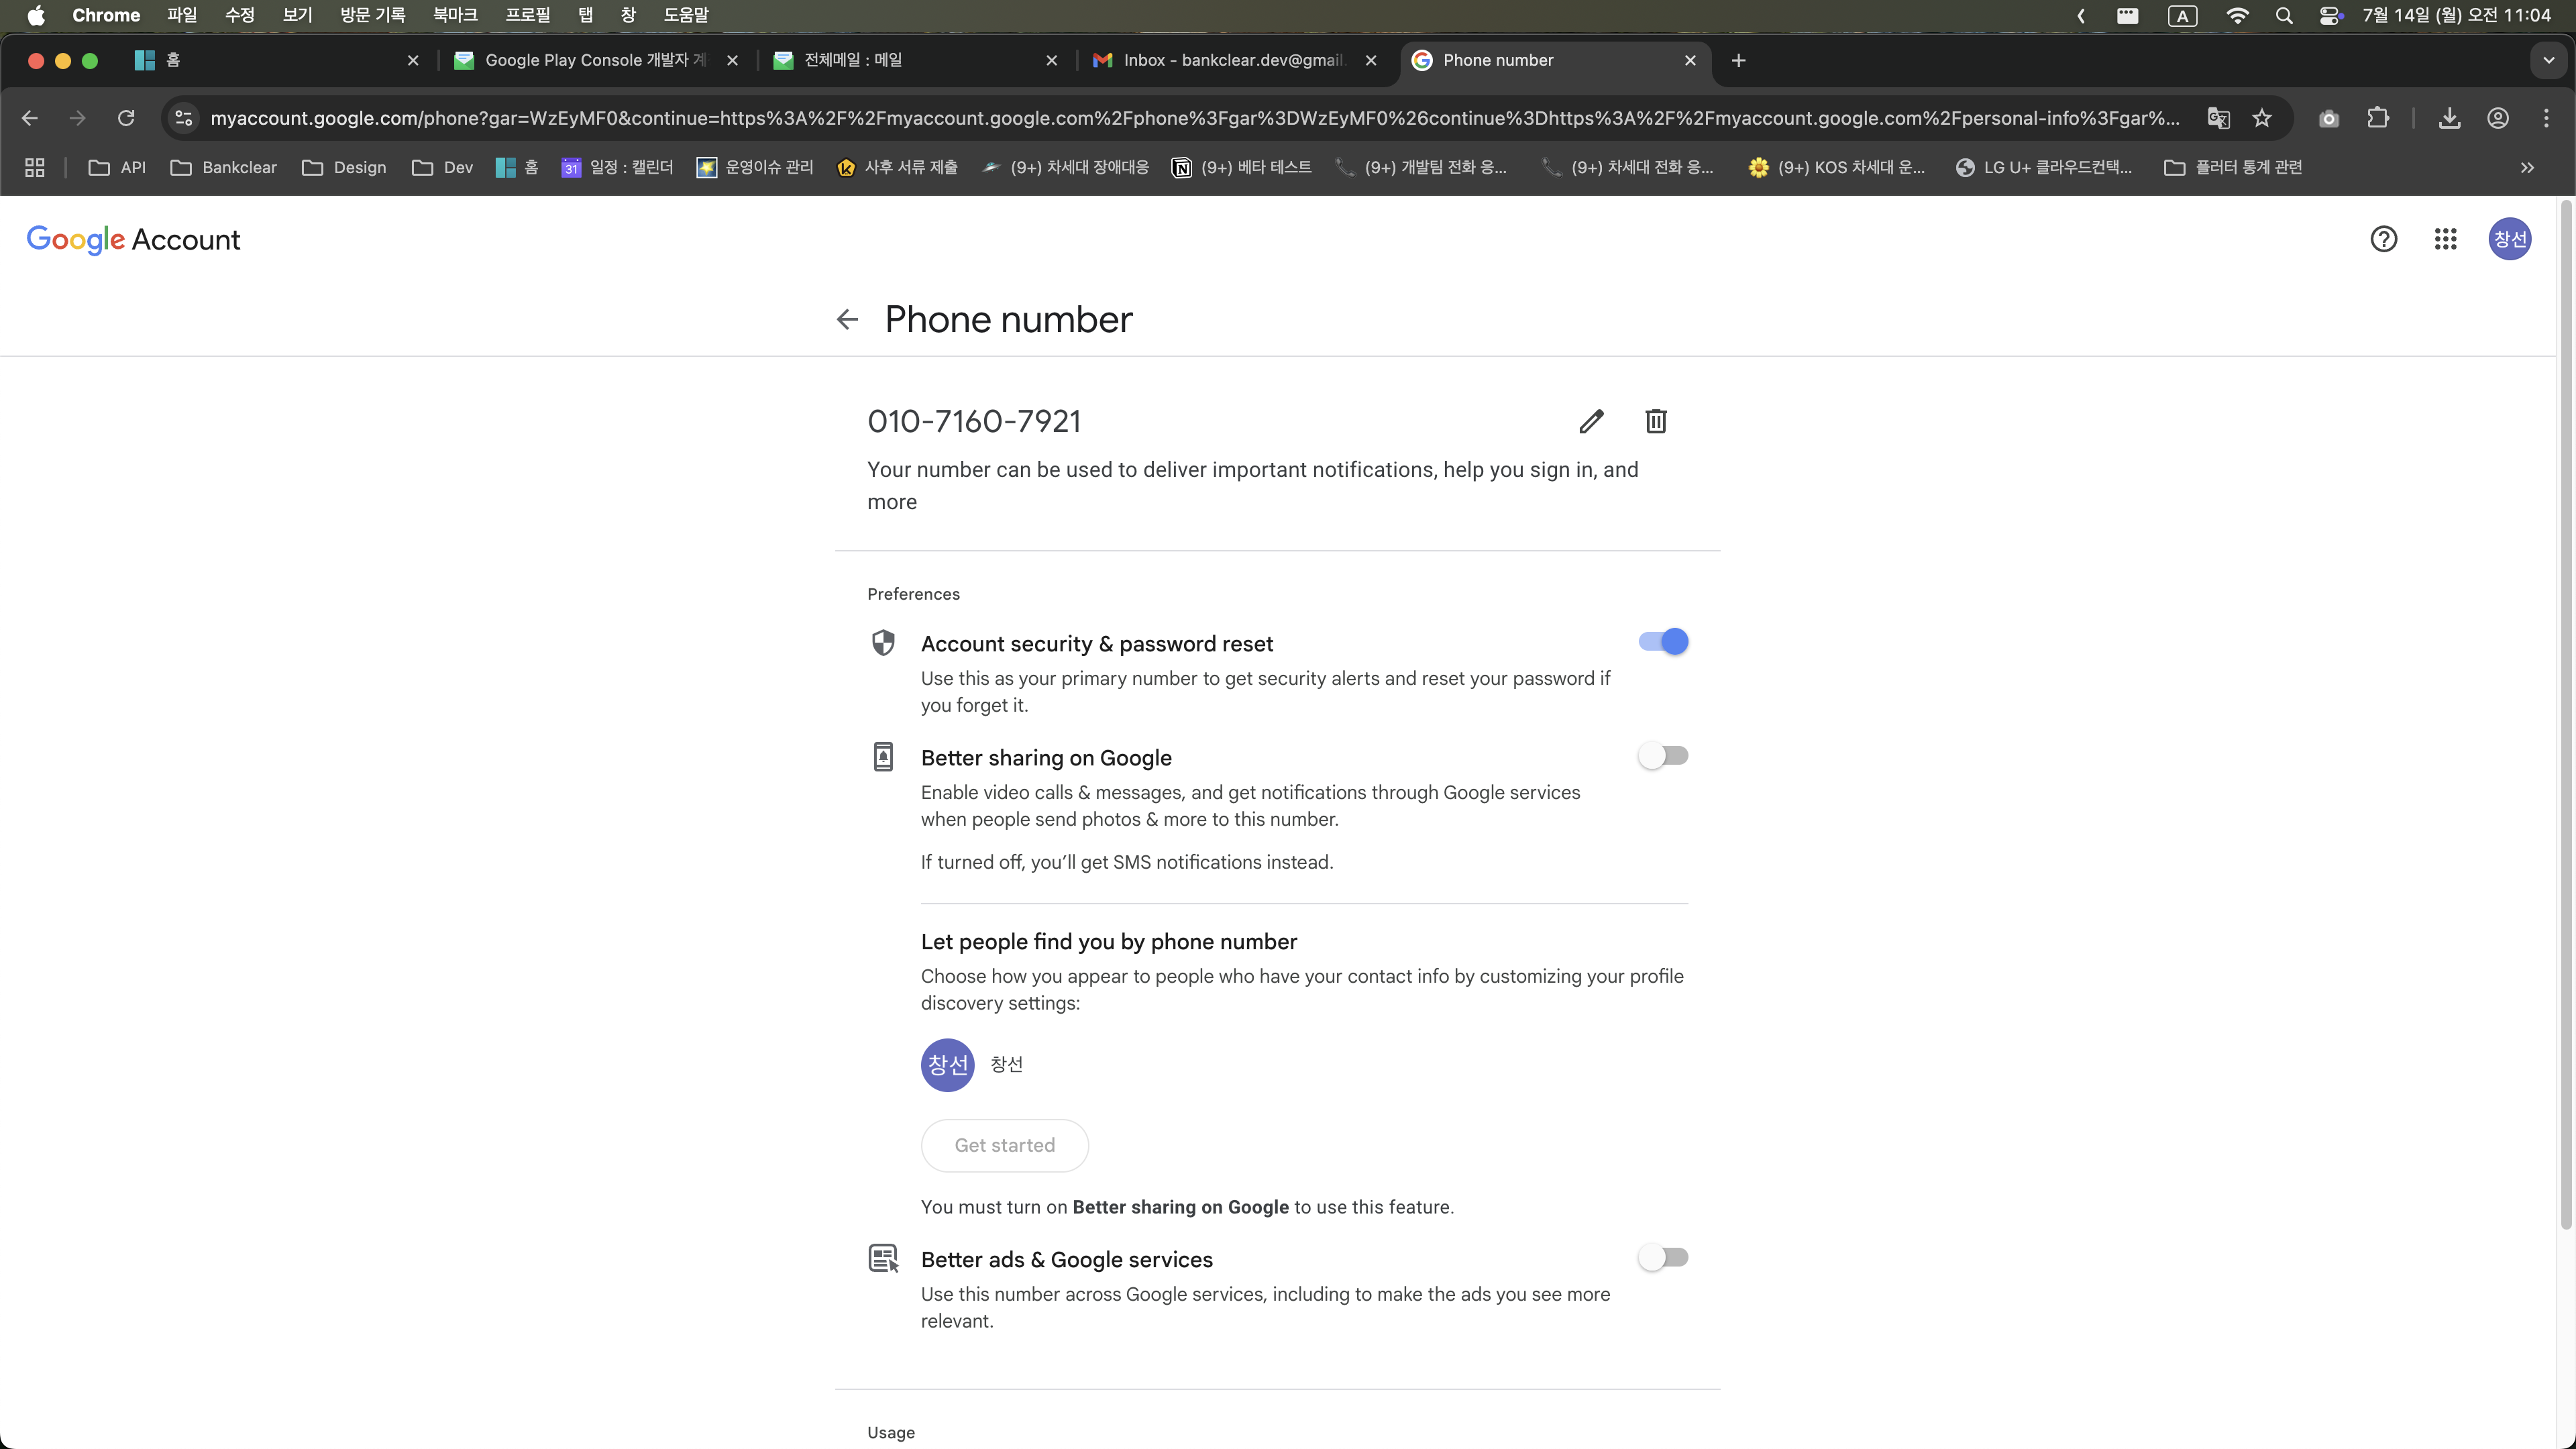 Chrome 파일 수정 보기 방문 기록 북마크 프로필 탭 창 도움말 A 7월 14일 (월) 오전 11:04
홈 Google Play Console 개발자 계 전체메일 : 메일 Inbox - bankclear.dev@gmail. Phone number
myaccount.google.com/phone?gar=WzEyMF0&continue=https%3A%2F%2Fmyaccount.google.com%2Fphone%3Fgar%3DWzEyMF0%26continue%3Dhttps%3A%2F%2Fmyaccount.google.com%2Fpersonal-info%3Fgar%...
API Bankclear Design Dev 홈 31 일정 : 캘린더 운영이슈 관리 사후 서류 제출 (9+) 차세대 장애대응 (9+) 베타 테스트 (9+) 개발팀 전화 응... (9+) 차세대 전화 응... (9+) KOS 차세대 운... LG U+ 클라우드컨택... 플러터 통계 관련
Google Account 창선
Phone number
010-7160-7921
Your number can be used to deliver important notifications, help you sign in, and
more
Preferences
Account security & password reset
Use this as your primary number to get security alerts and reset your password if
you forget it.
Better sharing on Google
Enable video calls & messages, and get notifications through Google services
when people send photos & more to this number.
If turned off, you’ll get SMS notifications instead.
Let people find you by phone number
Choose how you appear to people who have your contact info by customizing your profile
discovery settings:
창선 창선
Get started
You must turn on Better sharing on Google to use this feature.
Better ads & Google services
Use this number across Google services, including to make the ads you see more
relevant.
Usage